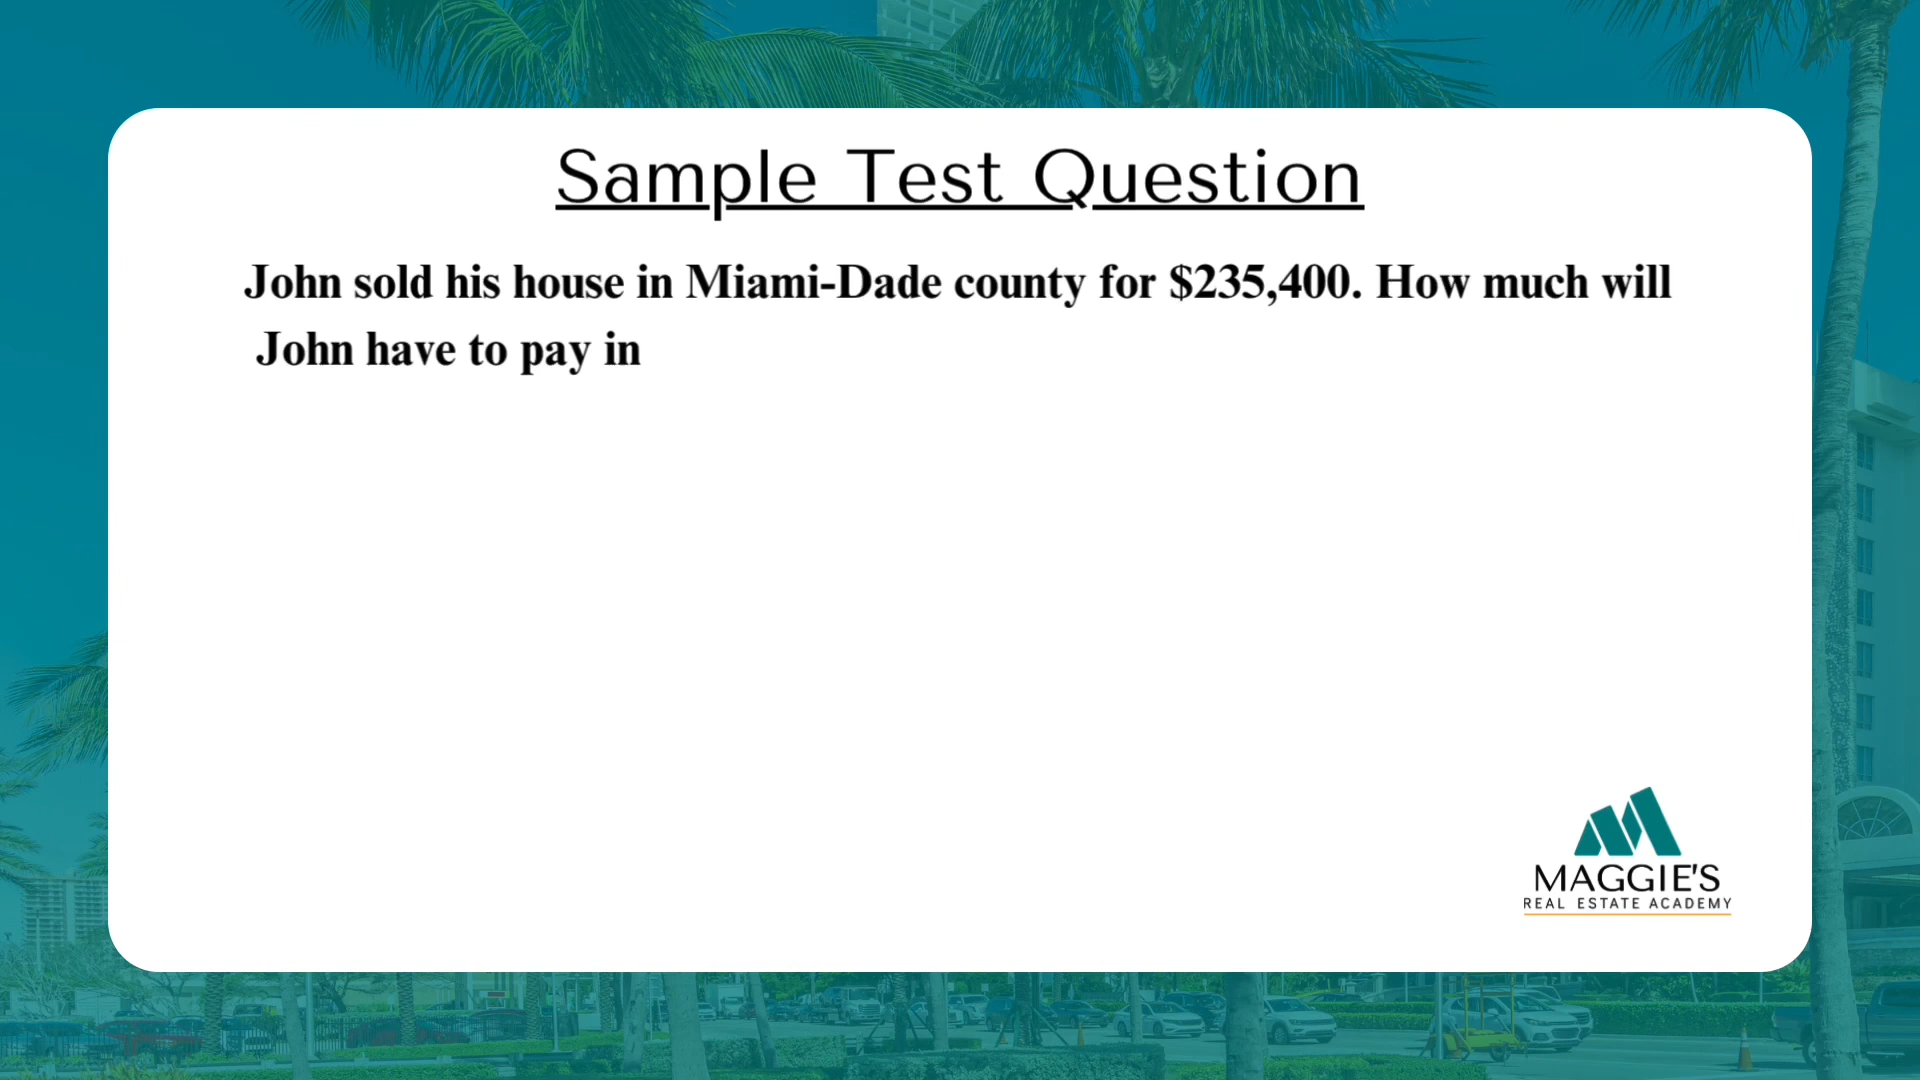 Sample Test Question
John sold his house in Miami-Dade county for $235,400. How much will
John have to pay in
MAGGIE'S
REAL ESTATE ACADEMY